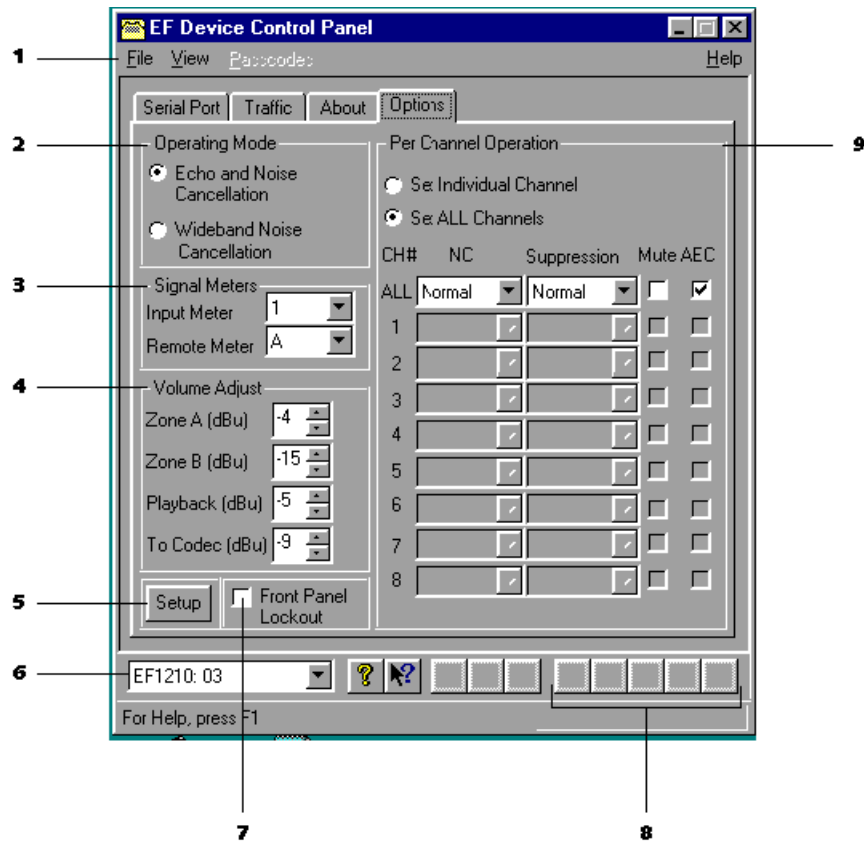 EF Device Control Panel
1
File View Passcodes Help
Serial Port Traffic About Options
2
Operating Mode
Echo and Noise
Cancellation
Wideband Noise
Cancellation
3
Signal Meters
Input Meter 1
Remote Meter A
4
Volume Adjust
Zone A (dBu) -4
Zone B (dBu) -15
Playback (dBu) -5
To Codec (dBu) -9
5
Setup
Front Panel
Lockout
9
Per Channel Operation
Set Individual Channel
Set ALL Channels
CH# NC Suppression Mute AEC
ALL Normal Normal
1
2
3
4
5
6
7
8
6
EF1210: 03
For Help, press F1
7
8